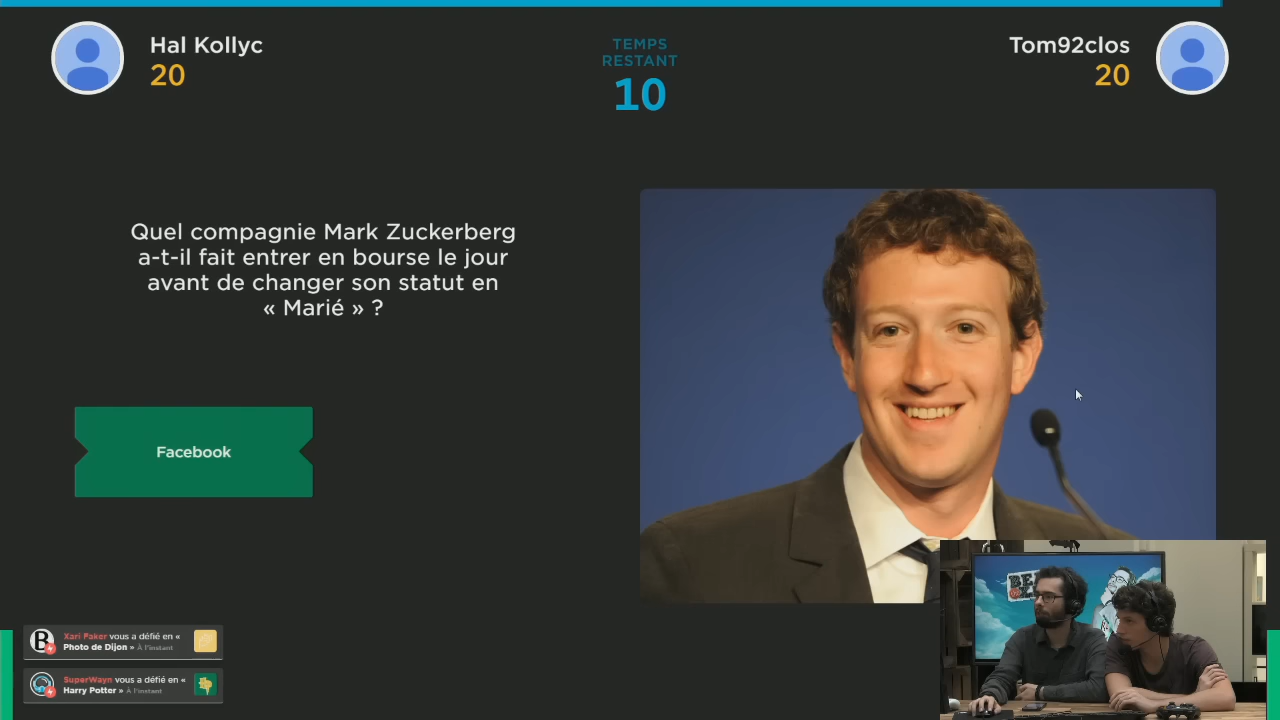 Hal Kollyc
20
TEMPS
RESTANT
10
Tom92clos
20
Quel compagnie Mark Zuckerberg
a-t-il fait entrer en bourse le jour
avant de changer son statut en
« Marié » ?
Facebook
Xari Faker vous a défié en «
Photo de Dijon » À l'instant
SuperWayn vous a défié en «
Harry Potter » À l'instant